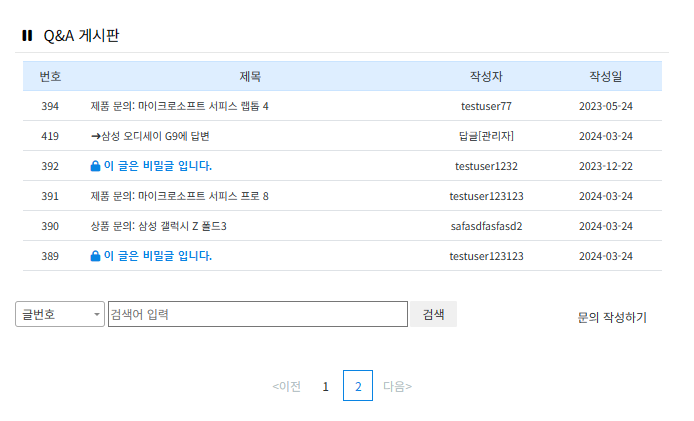 Q&A 게시판
번호 제목 작성자 작성일
394 제품 문의: 마이크로소프트 서피스 랩톱 4 testuser77 2023-05-24
419 →삼성 오디세이 G9에 답변 답글[관리자] 2024-03-24
392 이 글은 비밀글 입니다. testuser1232 2023-12-22
391 제품 문의: 마이크로소프트 서피스 프로 8 testuser123123 2024-03-24
390 상품 문의: 삼성 갤럭시 Z 폴드3 safasdfasfasd2 2024-03-24
389 이 글은 비밀글 입니다. testuser123123 2024-03-24
글번호 검색어 입력 검색 문의 작성하기
<이전 1 2 다음>